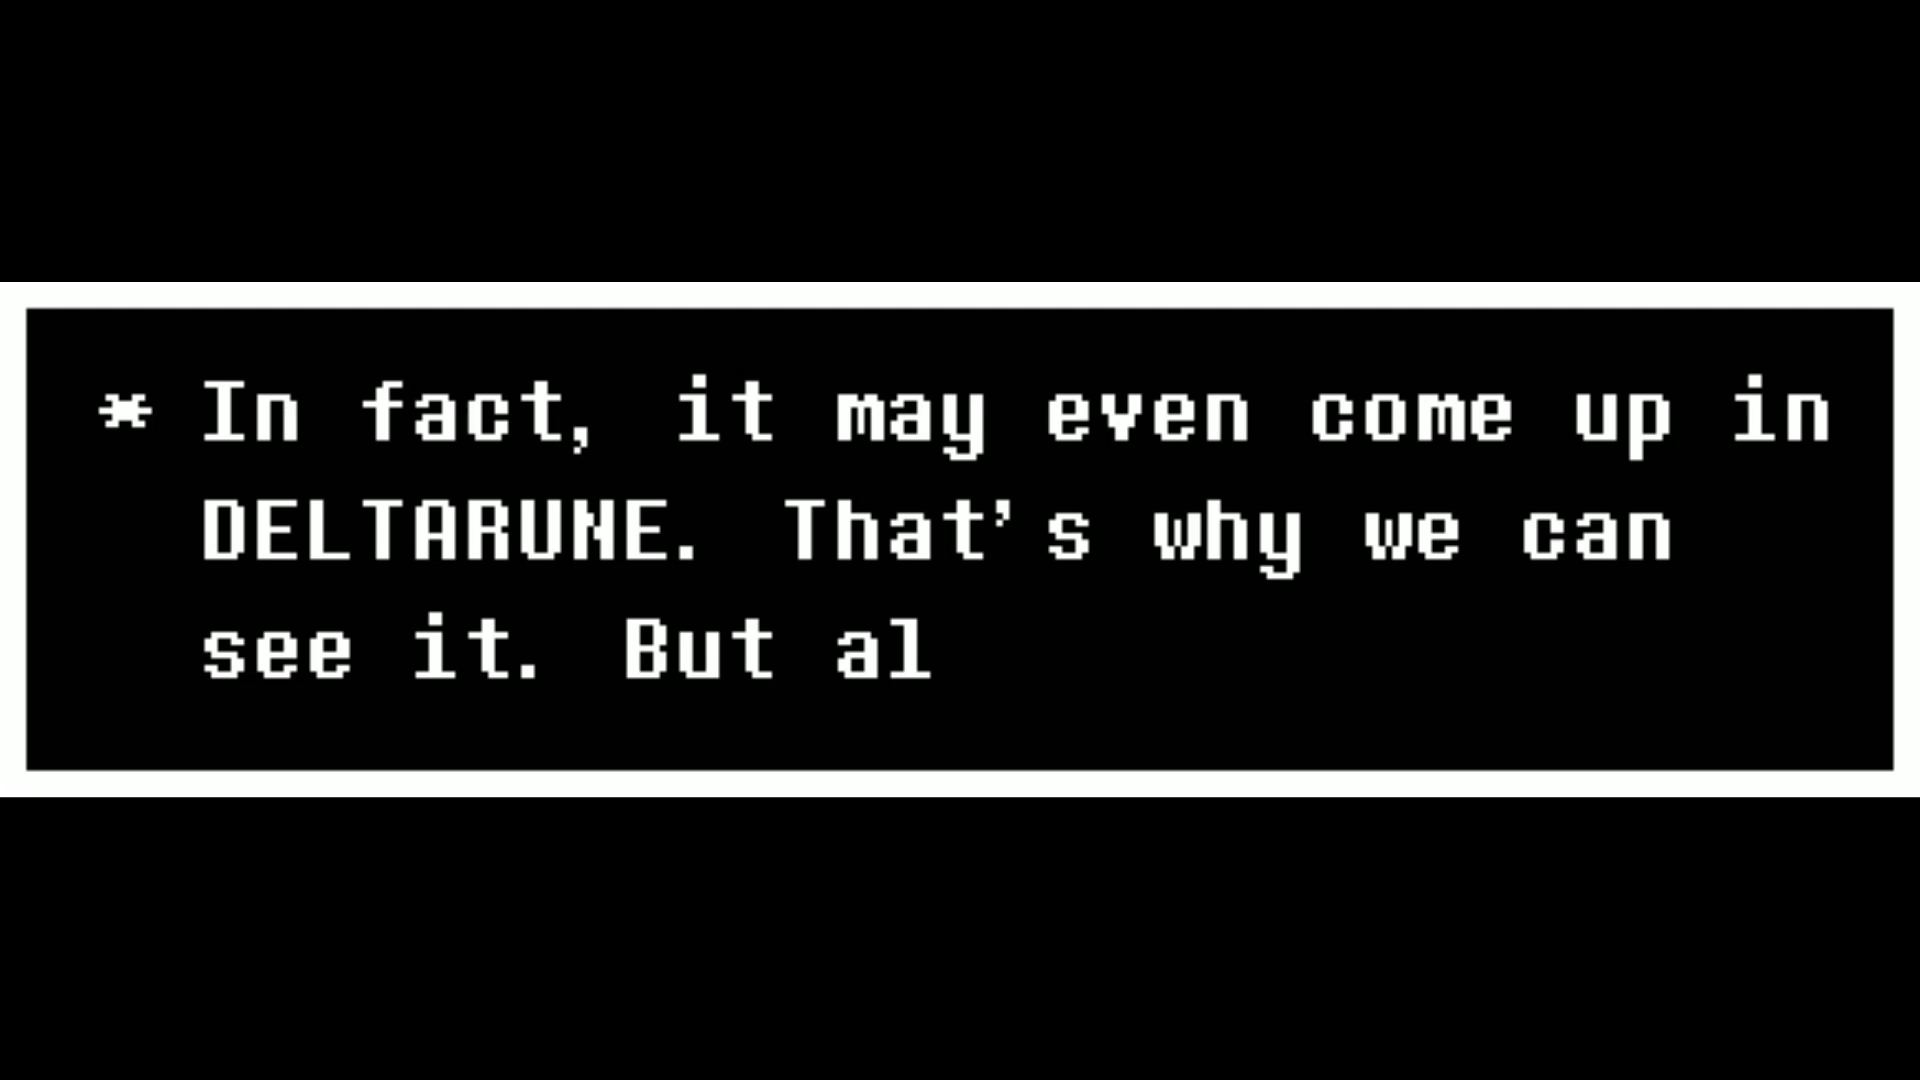 * In fact, it may even come up in
DELTARUNE. That's why we can
see it. But al